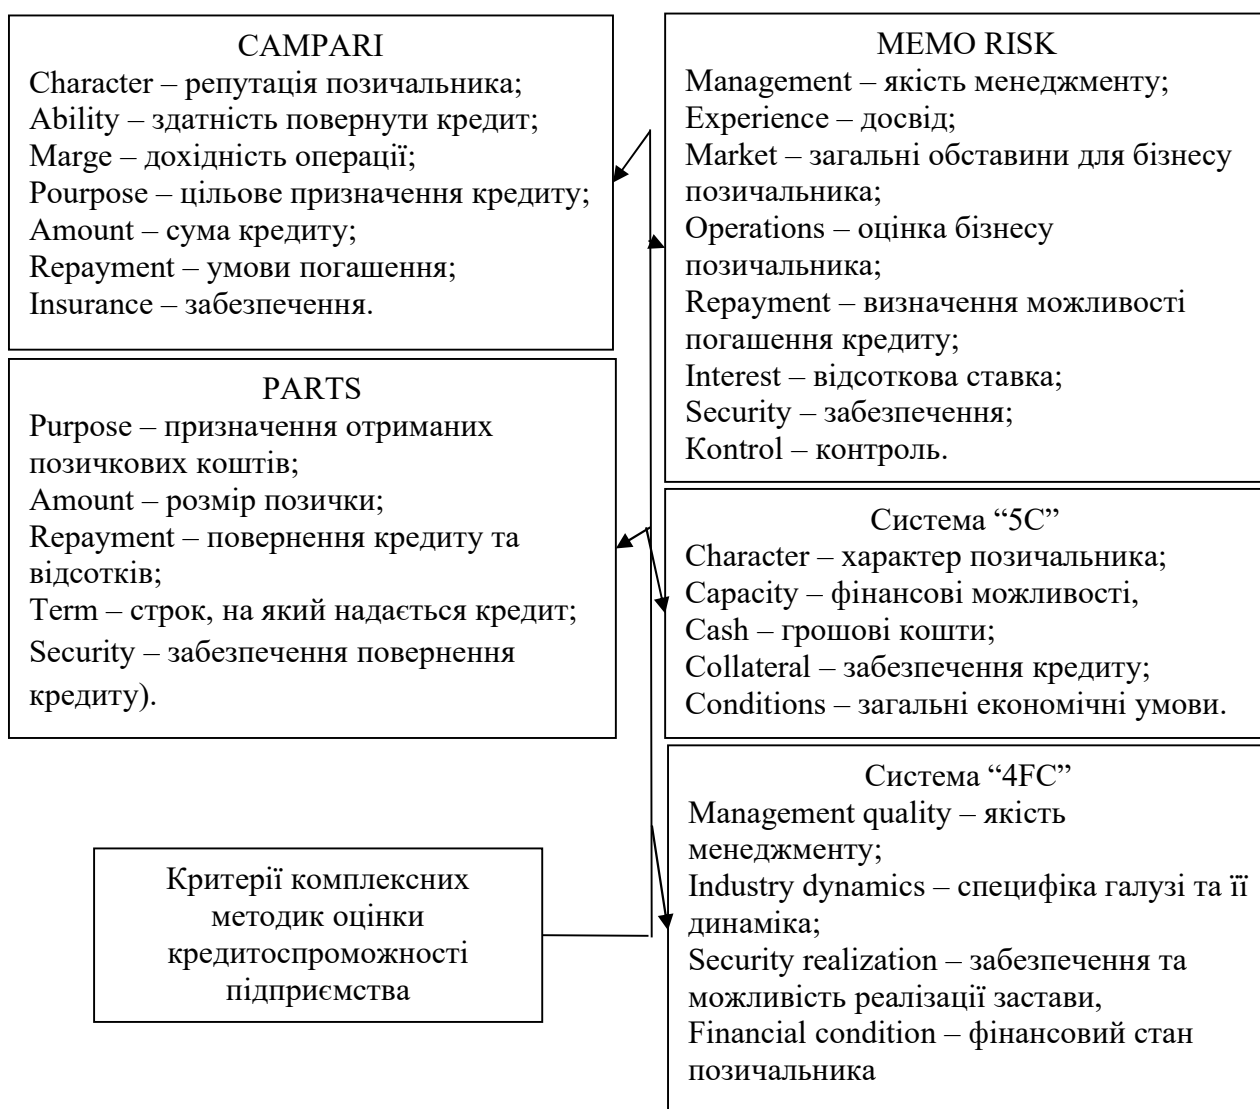 CAMPARI
Character – репутація позичальника;
Ability – здатність повернути кредит;
Marge – дохідність операції;
Pourpose – цільове призначення кредиту;
Amount – сума кредиту;
Repayment – умови погашення;
Insurance – забезпечення.
PARTS
Purpose – призначення отриманих
позичкових коштів;
Amount – розмір позички;
Repayment – повернення кредиту та
відсотків;
Term – строк, на який надається кредит;
Security – забезпечення повернення
кредиту).
MEMO RISK
Management – якість менеджменту;
Experience – досвід;
Market – загальні обставини для бізнесу
позичальника;
Operations – оцінка бізнесу
позичальника;
Repayment – визначення можливості
погашення кредиту;
Interest – відсоткова ставка;
Security – забезпечення;
Kontrol – контроль.
Система “5С”
Character – характер позичальника;
Capacity – фінансові можливості,
Cash – грошові кошти;
Collateral – забезпечення кредиту;
Conditions – загальні економічні умови.
Система “4FC”
Management quality – якість
менеджменту;
Industry dynamics – специфіка галузі та її
динаміка;
Security realization – забезпечення та
можливість реалізації застави,
Financial condition – фінансовий стан
позичальника
Критерії комплексних
методик оцінки
кредитоспроможності
підприємства